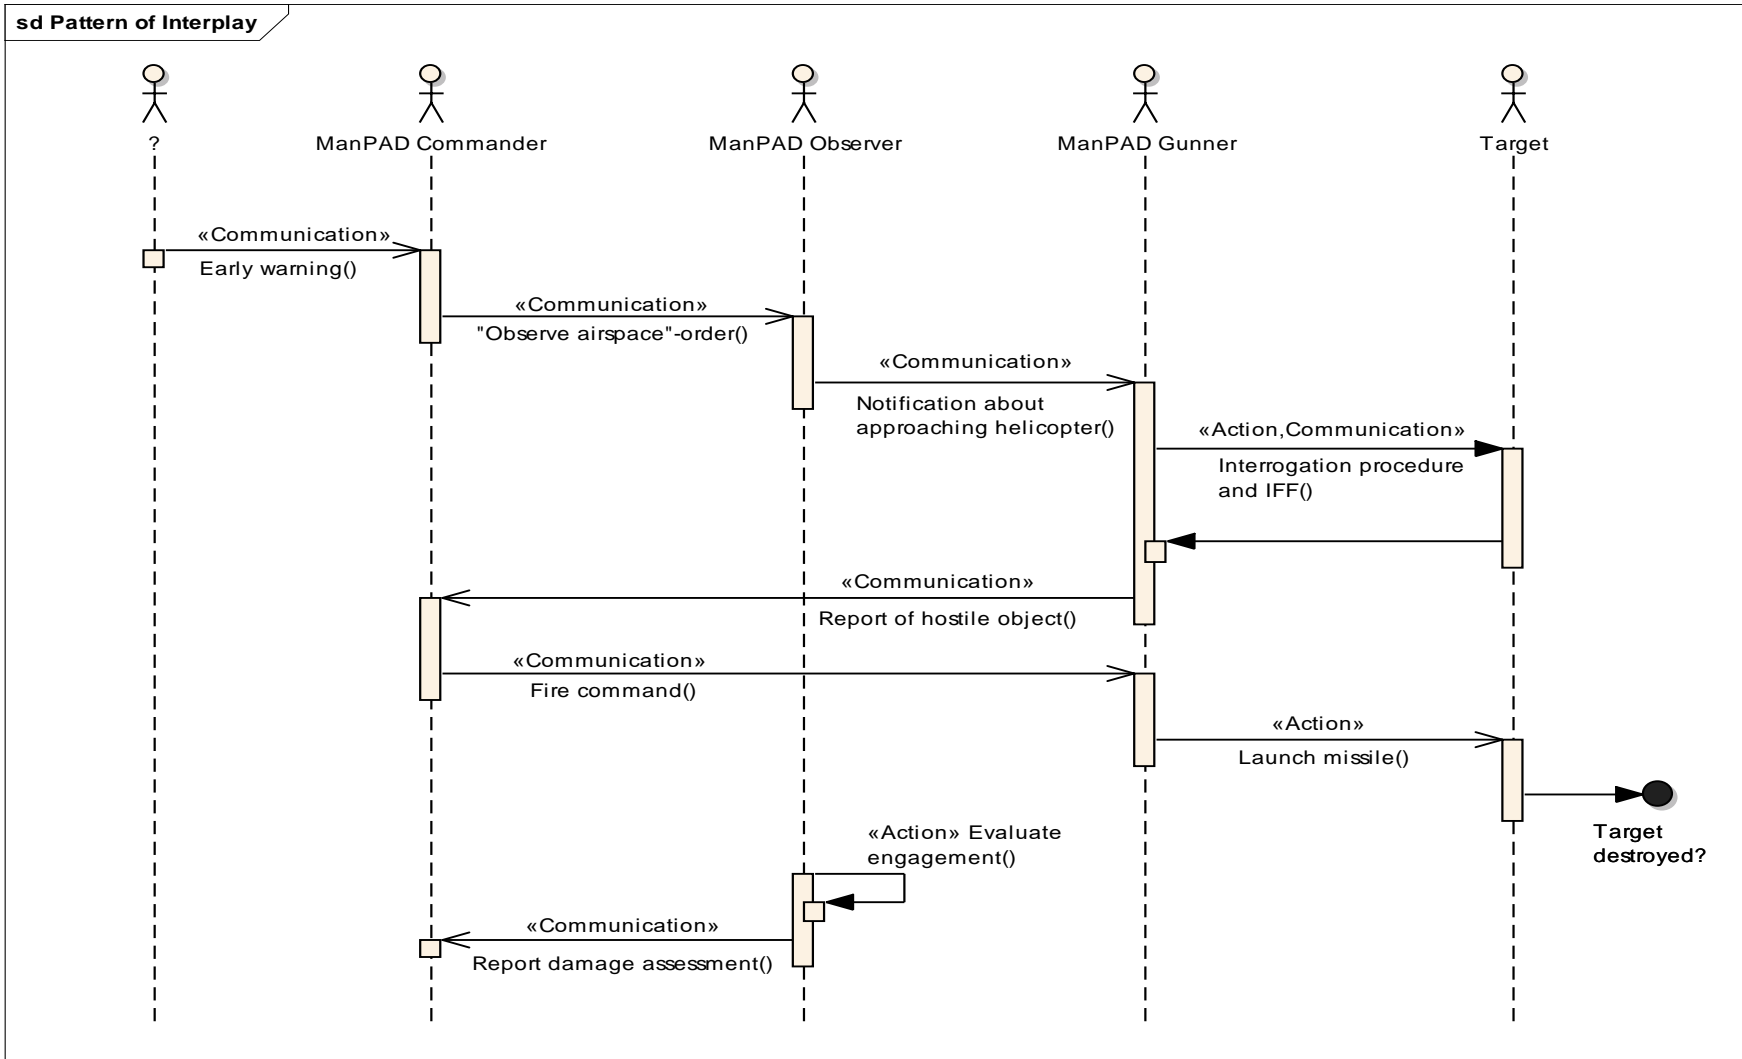 sd Pattern of Interplay
?
ManPAD Commander
ManPAD Observer
ManPAD Gunner
Target
«Communication»
Early warning()
«Communication»
"Observe airspace"-order()
«Communication»
Notification about
approaching helicopter()
«Action,Communication»
Interrogation procedure
and IFF()
«Communication»
Report of hostile object()
«Communication»
Fire command()
«Action»
Launch missile()
Target
destroyed?
«Action» Evaluate
engagement()
«Communication»
Report damage assessment()